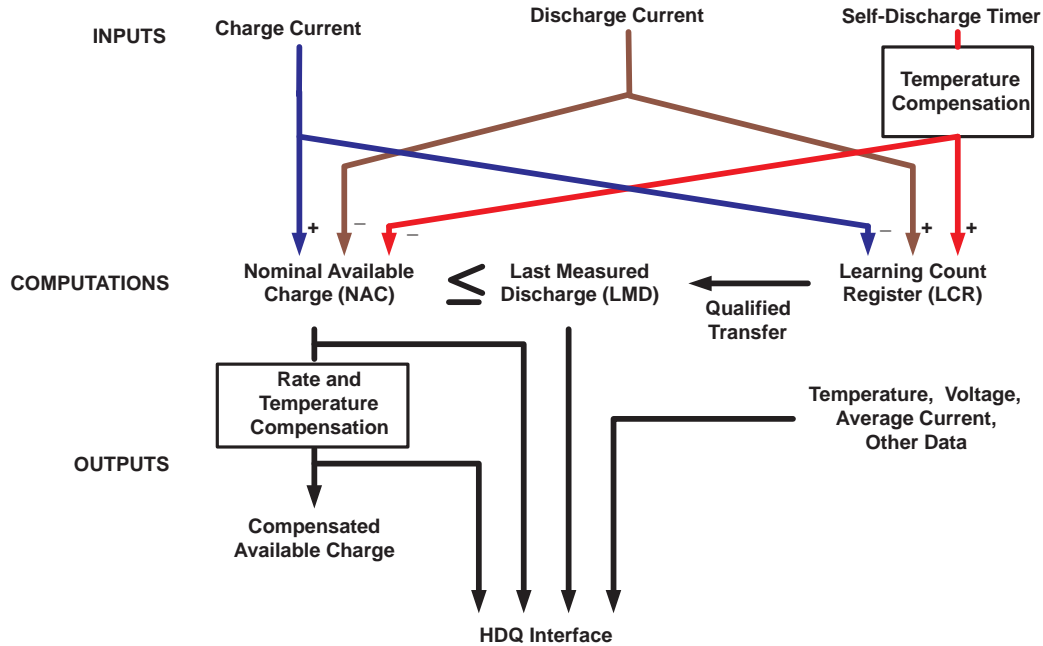 INPUTS
Charge Current
Discharge Current
Self-Discharge Timer
Temperature
Compensation
+
–
–
–
+
+
COMPUTATIONS
Nominal Available
Charge (NAC)
≤
Last Measured
Discharge (LMD)
Qualified
Transfer
Learning Count
Register (LCR)
Rate and
Temperature
Compensation
Temperature, Voltage,
Average Current,
Other Data
OUTPUTS
Compensated
Available Charge
HDQ Interface